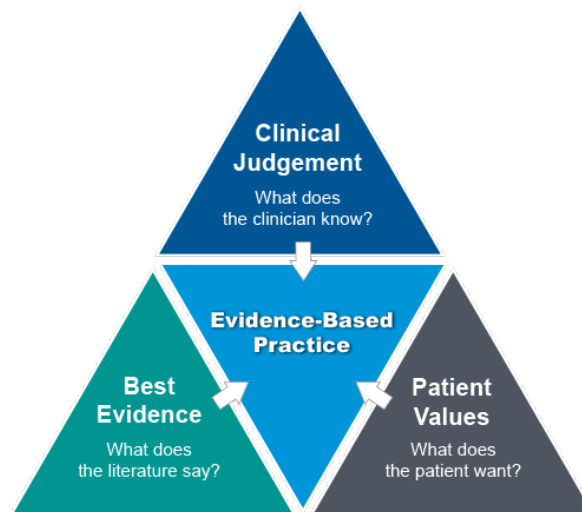 Clinical
Judgement
What does
the clinician know?
Evidence-Based
Practice
Best
Evidence
What does
the literature say?
Patient
Values
What does
the patient want?